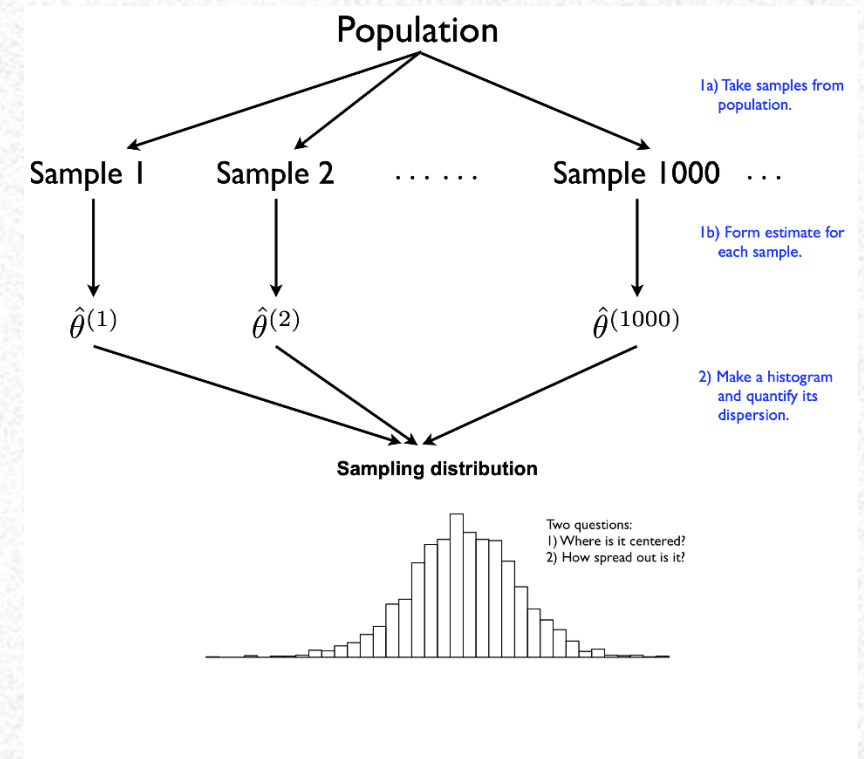 Population
1a) Take samples from
population.
Sample 1
Sample 2
......
Sample 1000
...
1b) Form estimate for
each sample.
θ̂(1)
θ̂(2)
θ̂(1000)
2) Make a histogram
and quantify its
dispersion.
Sampling distribution
Two questions:
1) Where is it centered?
2) How spread out is it?